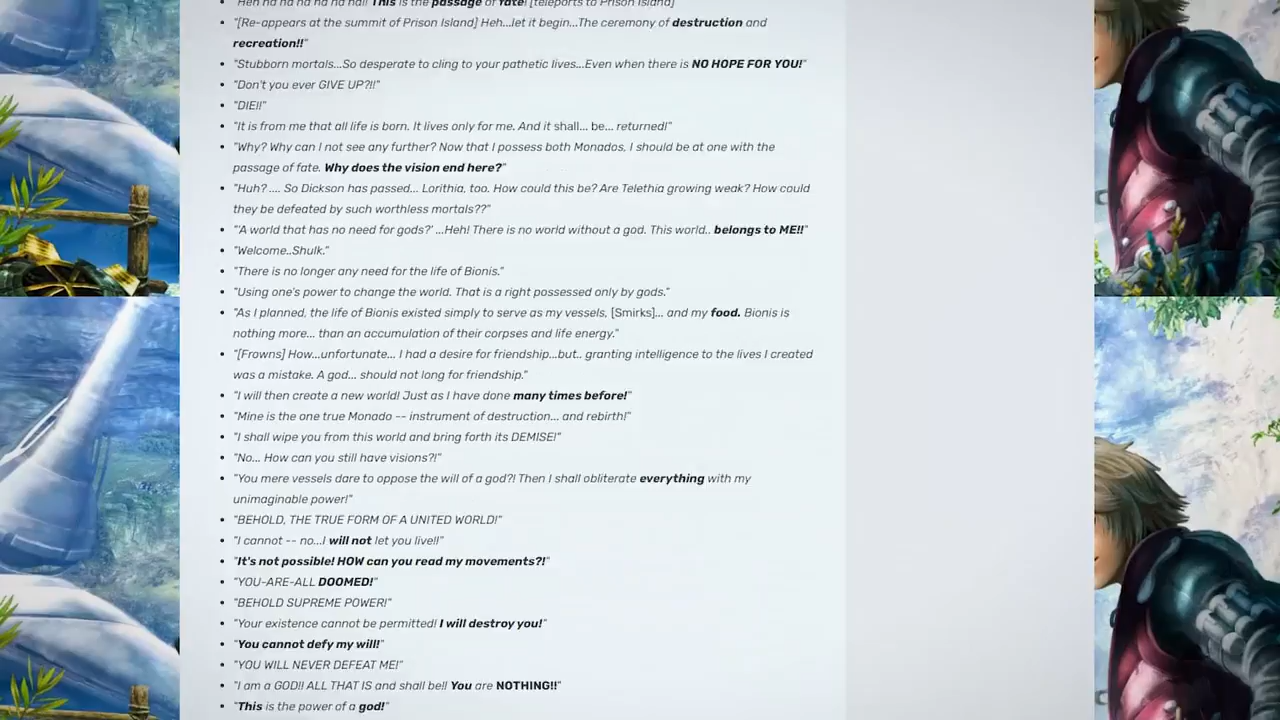 "Heh ha ha ha ha ha ha!! This is the passage of fate! [teleports to Prison Island]
"[Re-appears at the summit of Prison Island] Heh...let it begin...The ceremony of destruction and
recreation!!"
"Stubborn mortals...So desperate to cling to your pathetic lives...Even when there is NO HOPE FOR YOU!"
"Don't you ever GIVE UP?!!"
"DIE!!"
"It is from me that all life is born. It lives only for me. And it shall... be... returned!"
"Why? Why can I not see any further? Now that I possess both Monados, I should be at one with the
passage of fate. Why does the vision end here?"
"Huh? .... So Dickson has passed... Lorithia, too. How could this be? Are Telethia growing weak? How could
they be defeated by such worthless mortals??"
"'A world that has no need for gods?' ...Heh! There is no world without a god. This world.. belongs to ME!!"
"Welcome..Shulk."
"There is no longer any need for the life of Bionis."
"Using one's power to change the world. That is a right possessed only by gods."
"As I planned, the life of Bionis existed simply to serve as my vessels, [Smirks]... and my food. Bionis is
nothing more... than an accumulation of their corpses and life energy."
"[Frowns] How...unfortunate... I had a desire for friendship...but.. granting intelligence to the lives I created
was a mistake. A god... should not long for friendship."
"I will then create a new world! Just as I have done many times before!"
"Mine is the one true Monado -- instrument of destruction... and rebirth!"
"I shall wipe you from this world and bring forth its DEMISE!"
"No... How can you still have visions?!"
"You mere vessels dare to oppose the will of a god?! Then I shall obliterate everything with my
unimaginable power!"
"BEHOLD, THE TRUE FORM OF A UNITED WORLD!"
"I cannot -- no...I will not let you live!!"
"It's not possible! HOW can you read my movements?!"
"YOU-ARE-ALL DOOMED!"
"BEHOLD SUPREME POWER!"
"Your existence cannot be permitted! I will destroy you!"
"You cannot defy my will!"
"YOU WILL NEVER DEFEAT ME!"
"I am a GOD!! ALL THAT IS and shall be!! You are NOTHING!!"
"This is the power of a god!"